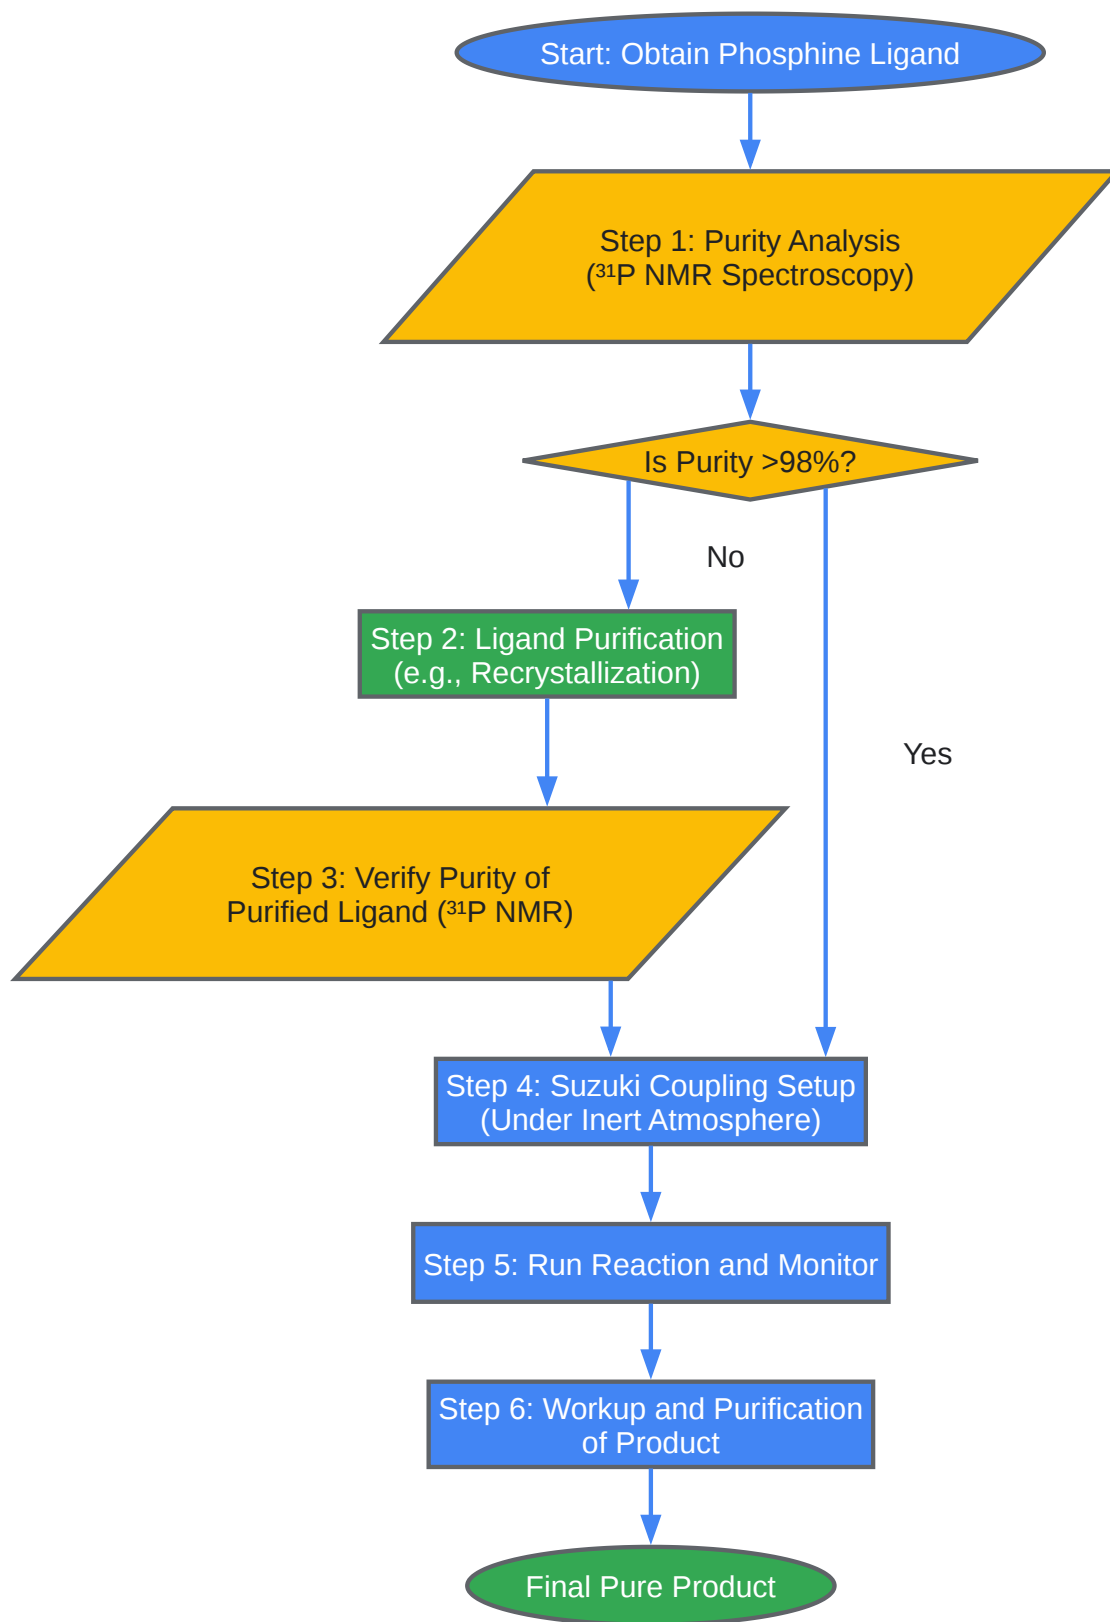 Start: Obtain Phosphine Ligand
Step 1: Purity Analysis
(³¹P NMR Spectroscopy)
Is Purity >98%?
No
Step 2: Ligand Purification
(e.g., Recrystallization)
Yes
Step 3: Verify Purity of
Purified Ligand (³¹P NMR)
Step 4: Suzuki Coupling Setup
(Under Inert Atmosphere)
Step 5: Run Reaction and Monitor
Step 6: Workup and Purification
of Product
Final Pure Product